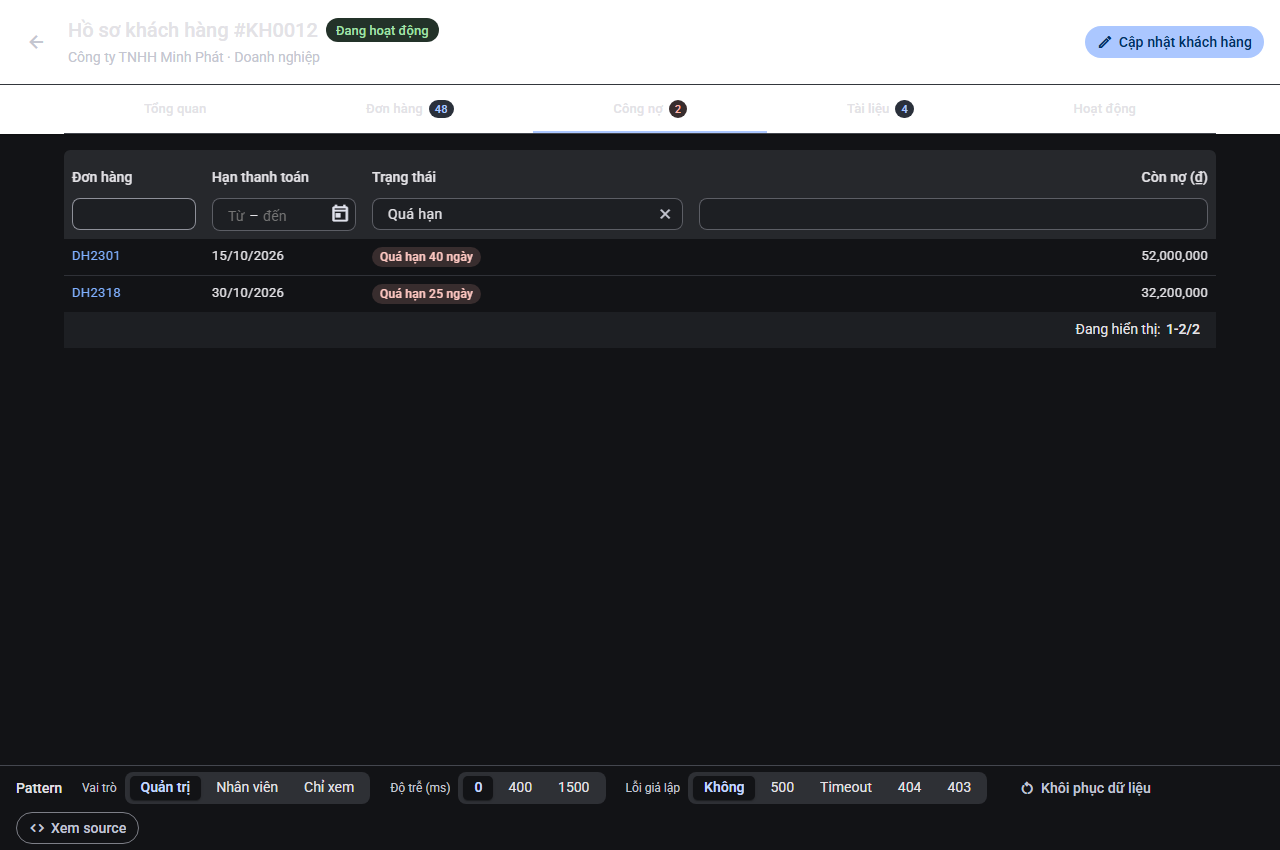 Hồ sơ khách hàng #KH0012 Đang hoạt động
Công ty TNHH Minh Phát · Doanh nghiệp
Cập nhật khách hàng
Tổng quan Đơn hàng 48 Công nợ 2 Tài liệu 4 Hoạt động
Đơn hàng Hạn thanh toán Trạng thái Còn nợ (₫)
Từ – đến Quá hạn
DH2301 15/10/2026 Quá hạn 40 ngày 52,000,000
DH2318 30/10/2026 Quá hạn 25 ngày 32,200,000
Đang hiển thị: 1-2/2
Pattern Vai trò Quản trị Nhân viên Chỉ xem Độ trễ (ms) 0 400 1500 Lỗi giả lập Không 500 Timeout 404 403 Khôi phục dữ liệu
Xem source